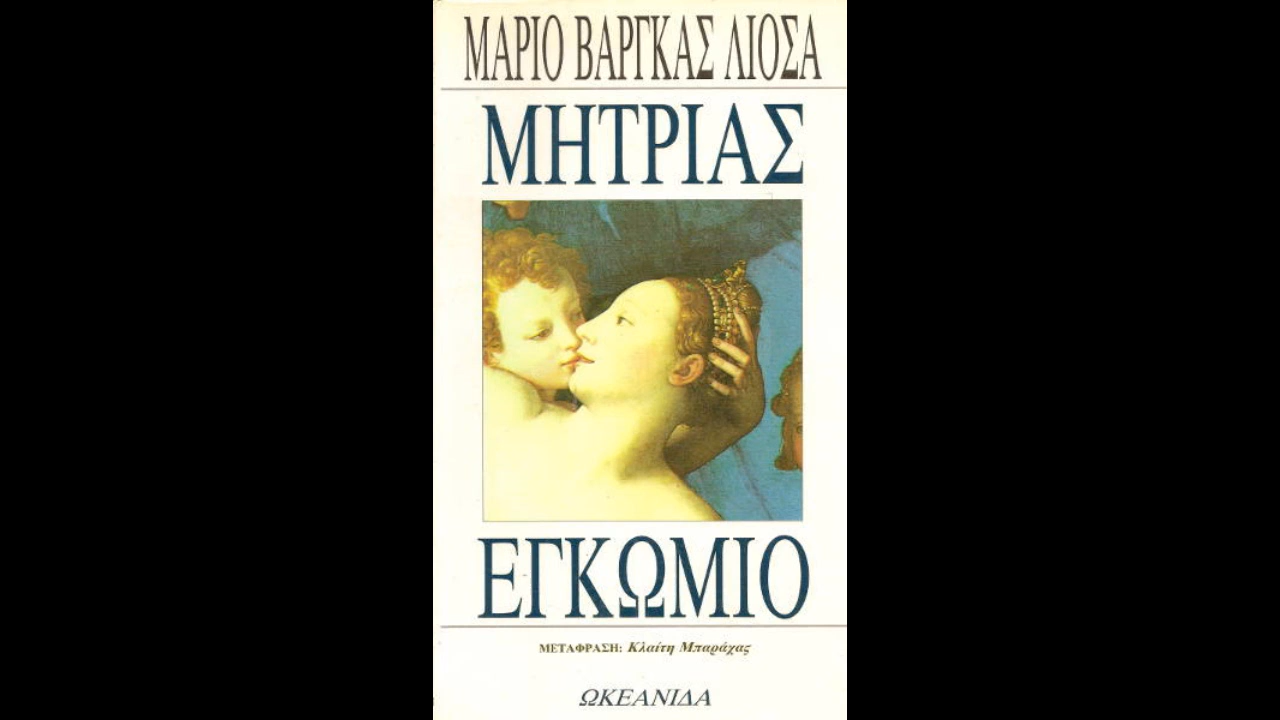 ΜΑΡΙΟ ΒΑΡΓΚΑΣ ΛΙΟΣΑ
ΜΗΤΡΙΑΣ
ΕΓΚΩΜΙΟ
ΜΕΤΑΦΡΑΣΗ: Κλαίτη Μπαράχας
ΩΚΕΑΝΙΔΑ